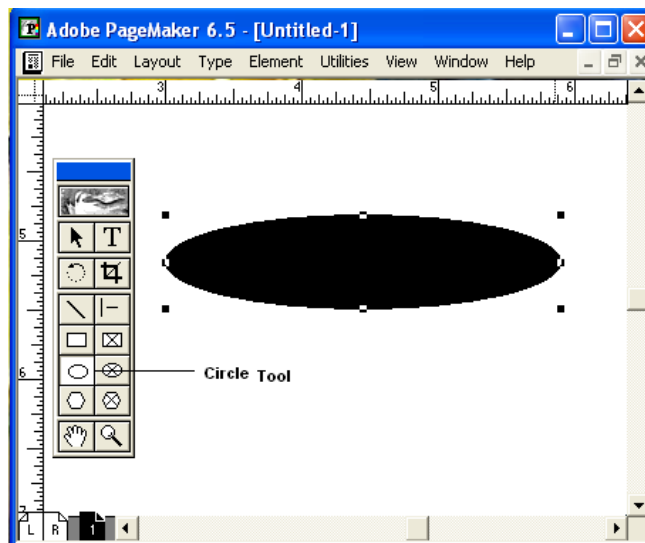 Adobe PageMaker 6.5 - [Untitled-1]
File Edit Layout Type Element Utilities View Window Help
3 4 5 6
T
5
6
Circle Tool
7
L R 1